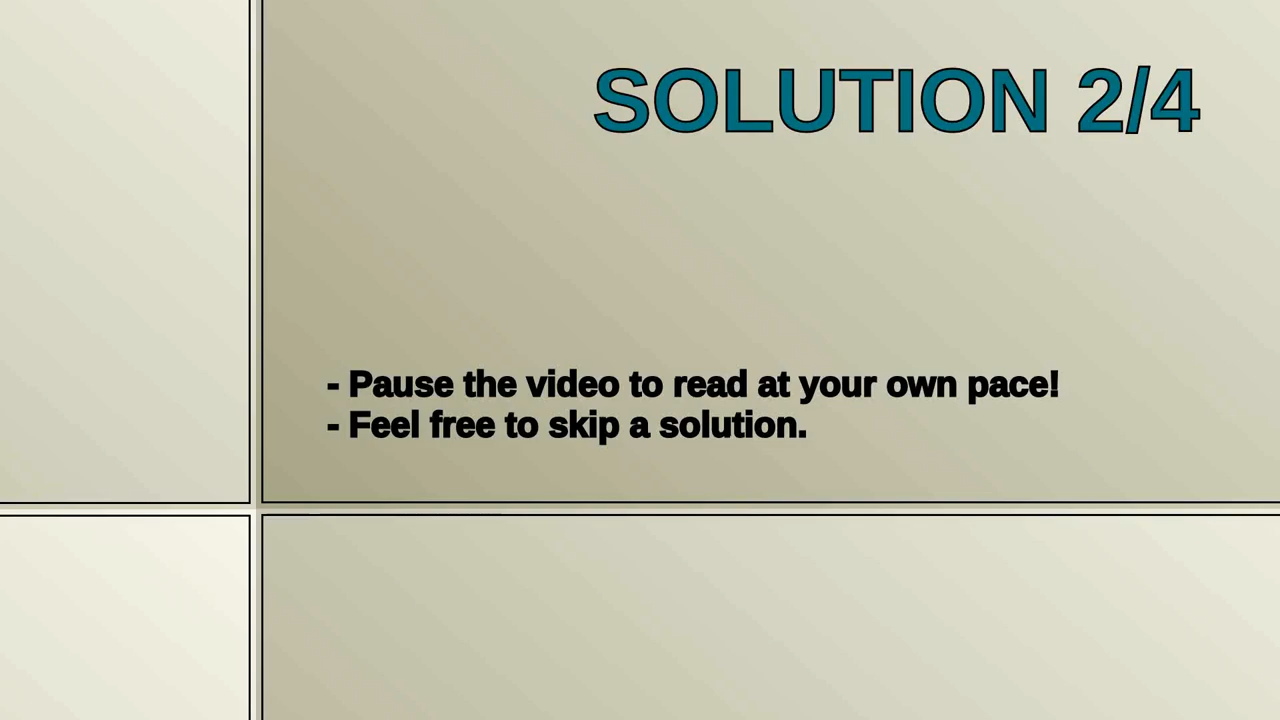 SOLUTION 2/4
- Pause the video to read at your own pace!
- Feel free to skip a solution.